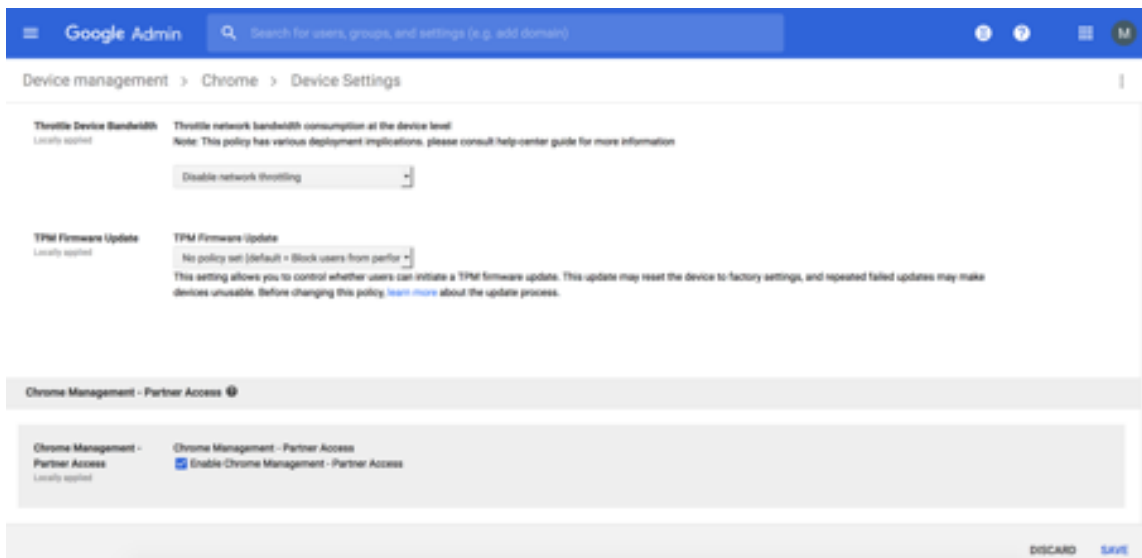 Google Admin
Search for users, groups, and settings (e.g. add domain)
M
Device management > Chrome > Device Settings
Throttle Device Bandwidth
Locally applied
Throttle network bandwidth consumption at the device level
Note: This policy has various deployment implications, please consult help-center guide for more information
Disable network throttling
TPM Firmware Update
Locally applied
TPM Firmware Update
No policy set (default = Block users from perfor
This setting allows you to control whether users can initiate a TPM firmware update. This update may reset the device to factory settings, and repeated failed updates may make
devices unusable. Before changing this policy, learn more about the update process.
Chrome Management - Partner Access
Chrome Management -
Partner Access
Locally applied
Chrome Management - Partner Access
Enable Chrome Management - Partner Access
DISCARD
SAVE